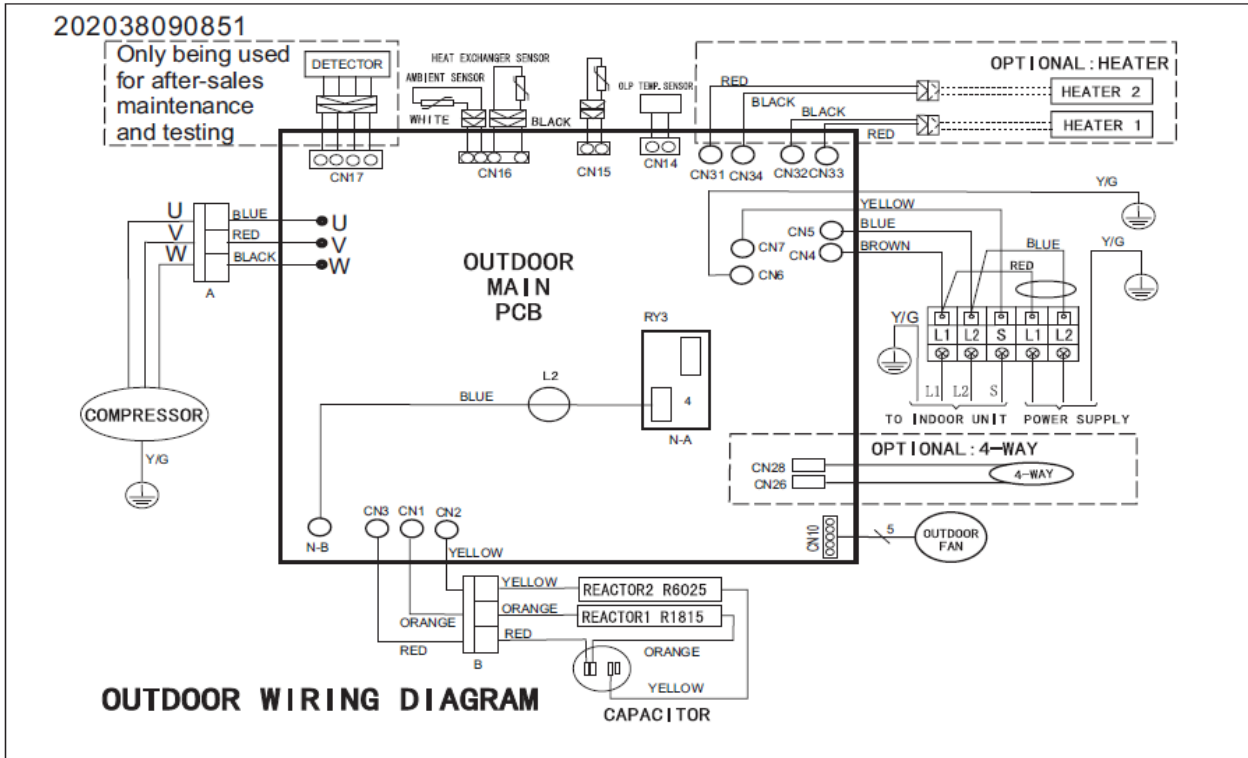 202038090851
Only being used
for after-sales
maintenance
and testing
DETECTOR
CN17
HEAT EXCHANGER SENSOR
AMBIENT SENSOR
WHITE
BLACK
CN16
CN15
OLP TEMP. SENSOR
CN14
OPTIONAL:HEATER
RED
BLACK
BLACK
RED
HEATER 2
HEATER 1
CN31
CN34
CN32
CN33
Y/G
YELLOW
BLUE
BROWN
CN5
CN4
CN7
CN6
BLUE
RED
Y/G
Y/G
L1
L2
S
L1
L2
L1
L2
S
TO INDOOR UNIT
POWER SUPPLY
U
V
W
BLUE
RED
BLACK
U
V
W
A
COMPRESSOR
Y/G
OUTDOOR
MAIN
PCB
RY3
4
N-A
L2
BLUE
N-B
OPTIONAL:4-WAY
CN28
CN26
4-WAY
CN10
5
OUTDOOR
FAN
CN3
CN1
CN2
YELLOW
ORANGE
RED
B
YELLOW
ORANGE
RED
REACTOR2 R6025
REACTOR1 R1815
ORANGE
YELLOW
CAPACITOR
OUTDOOR WIRING DIAGRAM